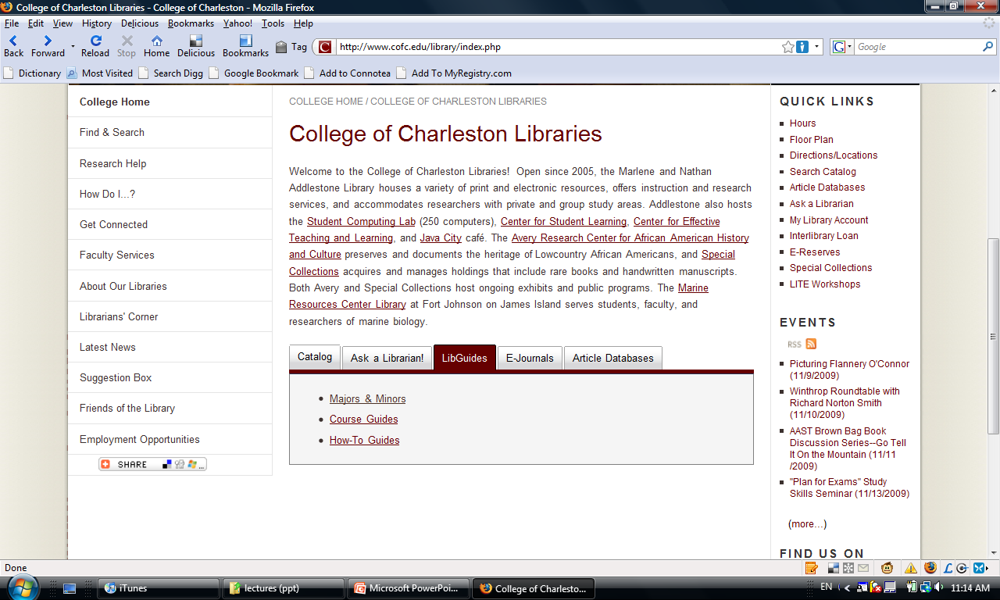 College of Charleston Libraries - College of Charleston - Mozilla Firefox
File Edit View History Delicious Bookmarks Yahoo! Tools Help
Back Forward Reload Stop Home Delicious Bookmarks Tag http://www.cofc.edu/library/index.php Google
Dictionary Most Visited Search Digg Google Bookmark Add to Connotea Add To MyRegistry.com
College Home
Find & Search
Research Help
How Do I...?
Get Connected
Faculty Services
About Our Libraries
Librarians' Corner
Latest News
Suggestion Box
Friends of the Library
Employment Opportunities
SHARE ...
COLLEGE HOME / COLLEGE OF CHARLESTON LIBRARIES
College of Charleston Libraries
Welcome to the College of Charleston Libraries! Open since 2005, the Marlene and Nathan
Addlestone Library houses a variety of print and electronic resources, offers instruction and research
services, and accommodates researchers with private and group study areas. Addlestone also hosts
the Student Computing Lab (250 computers), Center for Student Learning, Center for Effective
Teaching and Learning, and Java City café. The Avery Research Center for African American History
and Culture preserves and documents the heritage of Lowcountry African Americans, and Special
Collections acquires and manages holdings that include rare books and handwritten manuscripts.
Both Avery and Special Collections host ongoing exhibits and public programs. The Marine
Resources Center Library at Fort Johnson on James Island serves students, faculty, and
researchers of marine biology.
Catalog Ask a Librarian! LibGuides E-Journals Article Databases
Majors & Minors
Course Guides
How-To Guides
QUICK LINKS
Hours
Floor Plan
Directions/Locations
Search Catalog
Article Databases
Ask a Librarian
My Library Account
Interlibrary Loan
E-Reserves
Special Collections
LITE Workshops
EVENTS
RSS
Picturing Flannery O'Connor
(11/9/2009)
Winthrop Roundtable with
Richard Norton Smith
(11/10/2009)
AAST Brown Bag Book
Discussion Series--Go Tell
It On the Mountain (11/11
/2009)
"Plan for Exams" Study
Skills Seminar (11/13/2009)
(more...)
FIND US ON
Done
iTunes lectures (ppt) Microsoft PowerPoi... College of Charlesto... EN 11:14 AM